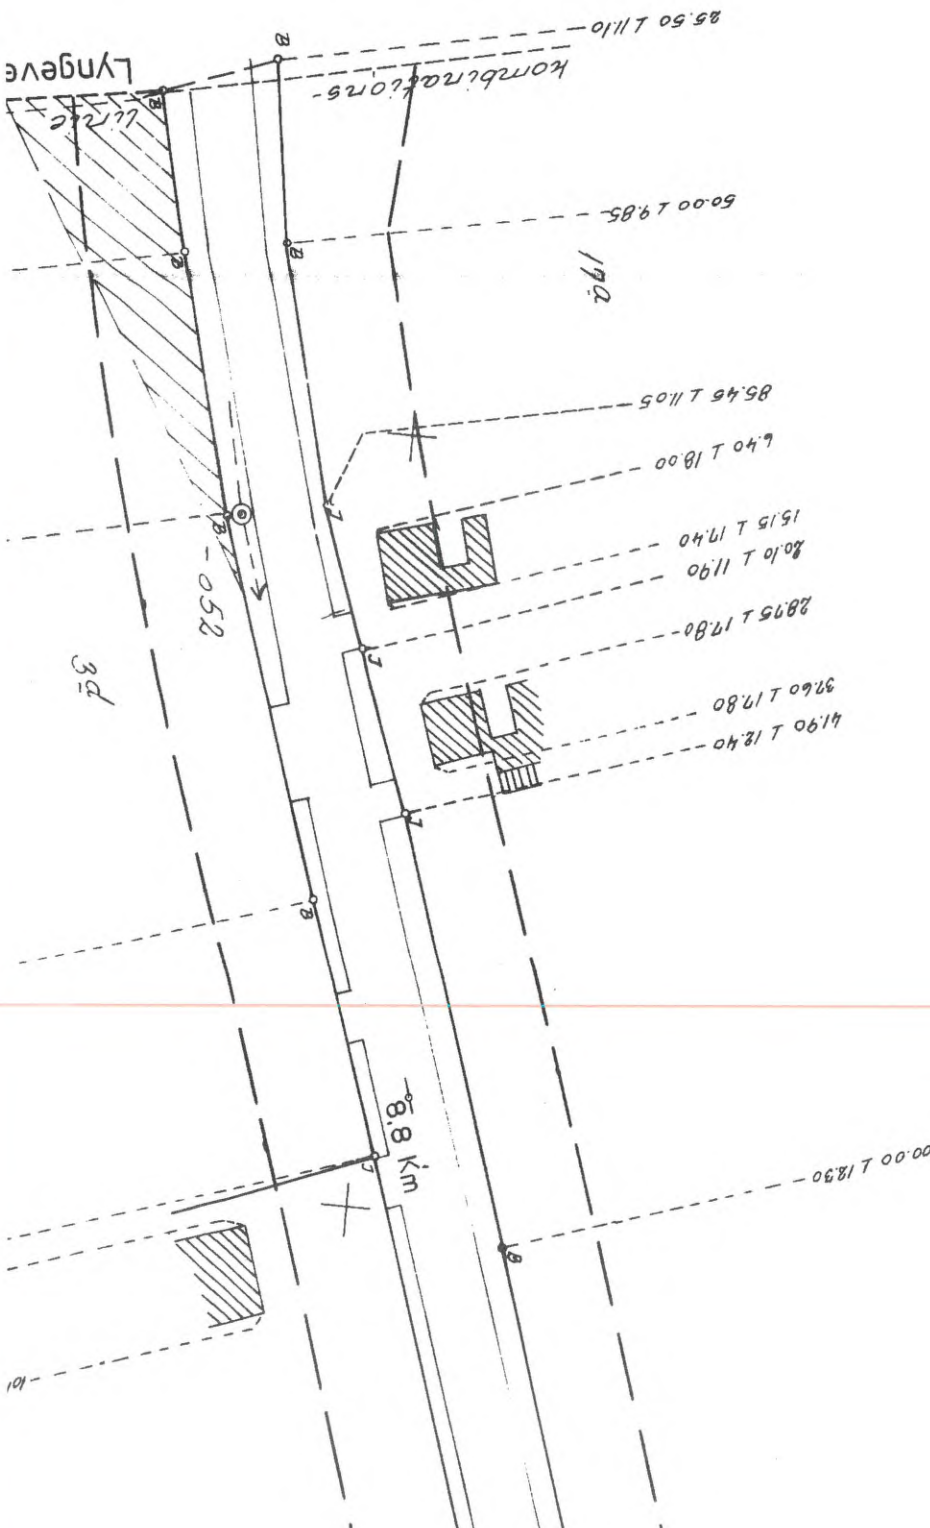 25.50 ⊥ 11.10
Lyngeve
kombinations-
linie
B
B
50.00 ⊥ 9.85
B
B
17a
85.45 ⊥ 11.05
6.40 ⊥ 18.00
J
15.15 ⊥ 17.40
20.10 ⊥ 11.90
B
052
28.75 ⊥ 17.80
J
3d
37.60 ⊥ 17.80
41.90 ⊥ 12.40
J
B
8.8 Km
J
00.00 ⊥ 12.30
B
101